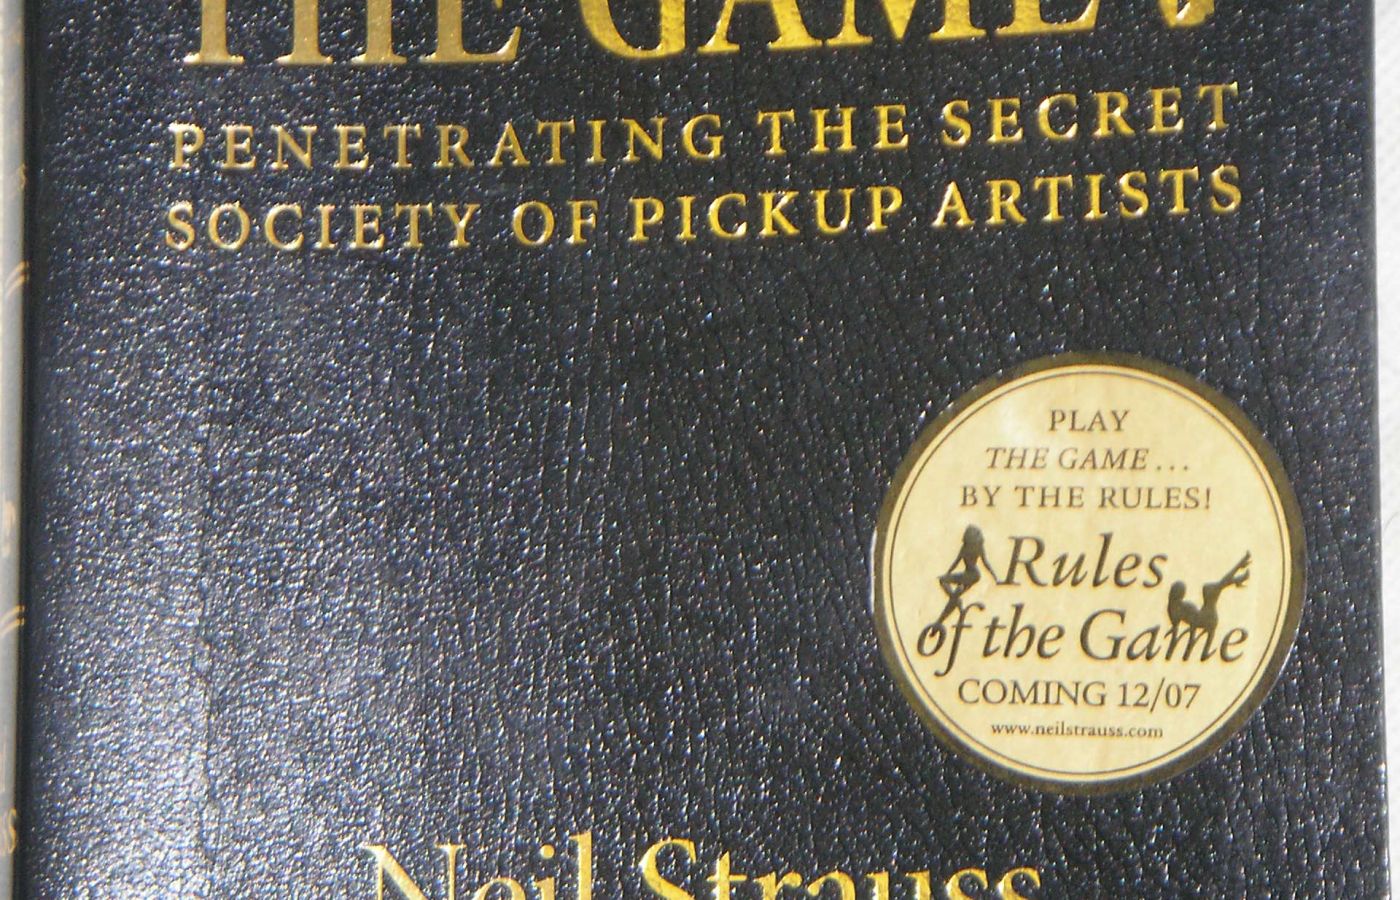 THE GAME
PENETRATING THE SECRET
SOCIETY OF PICKUP ARTISTS
PLAY
THE GAME...
BY THE RULES!
Rules
of the Game
COMING 12/07
www.neilstrauss.com
Neil Strauss